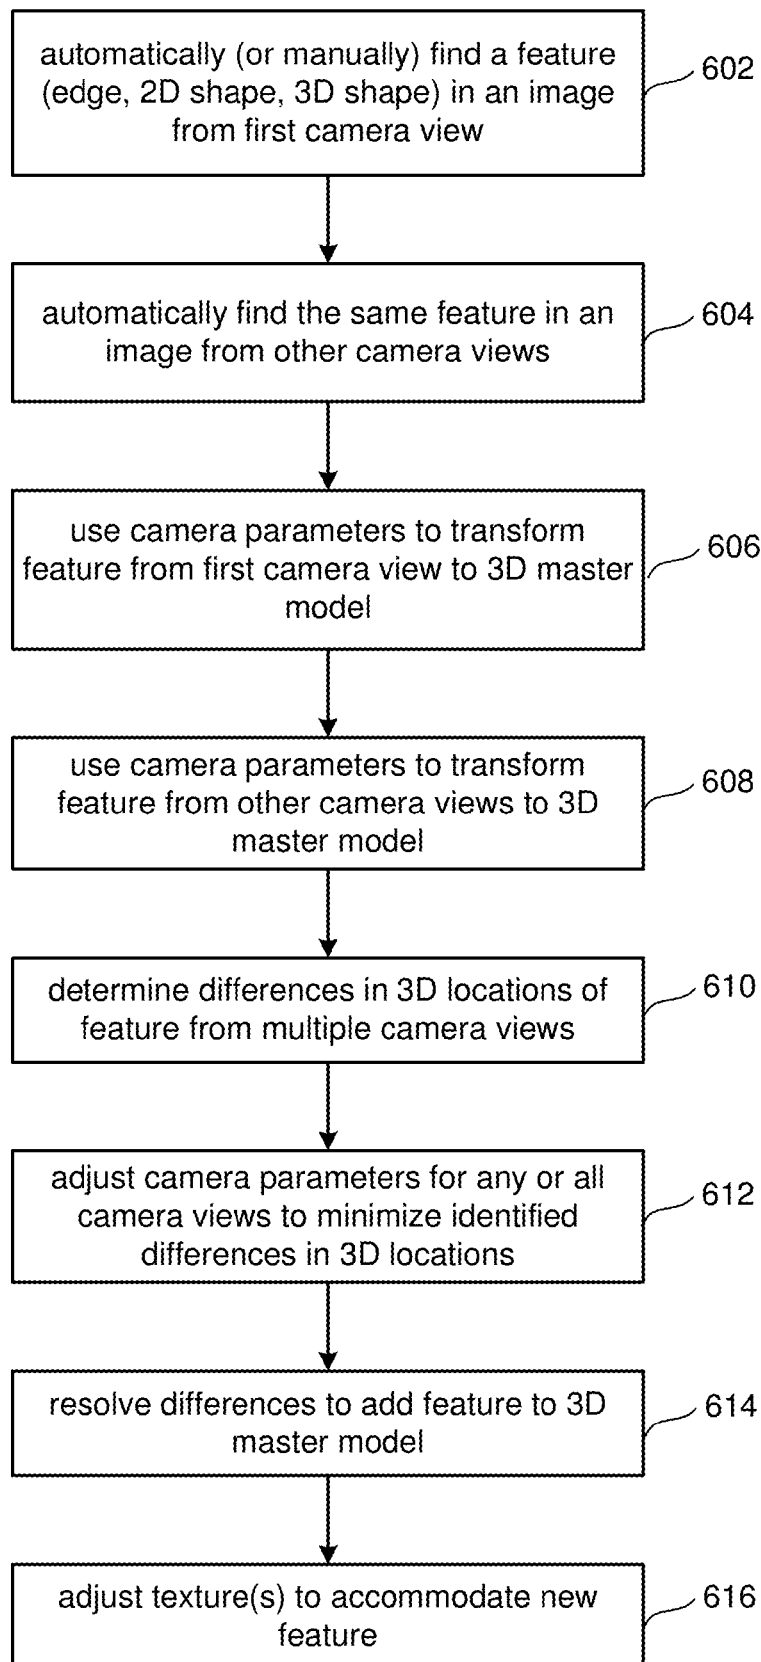 automatically (or manually) find a feature
(edge, 2D shape, 3D shape) in an image
from first camera view
602
automatically find the same feature in an
image from other camera views
604
use camera parameters to transform
feature from first camera view to 3D master
model
606
use camera parameters to transform
feature from other camera views to 3D
master model
608
determine differences in 3D locations of
feature from multiple camera views
610
adjust camera parameters for any or all
camera views to minimize identified
differences in 3D locations
612
resolve differences to add feature to 3D
master model
614
adjust texture(s) to accommodate new
feature
616